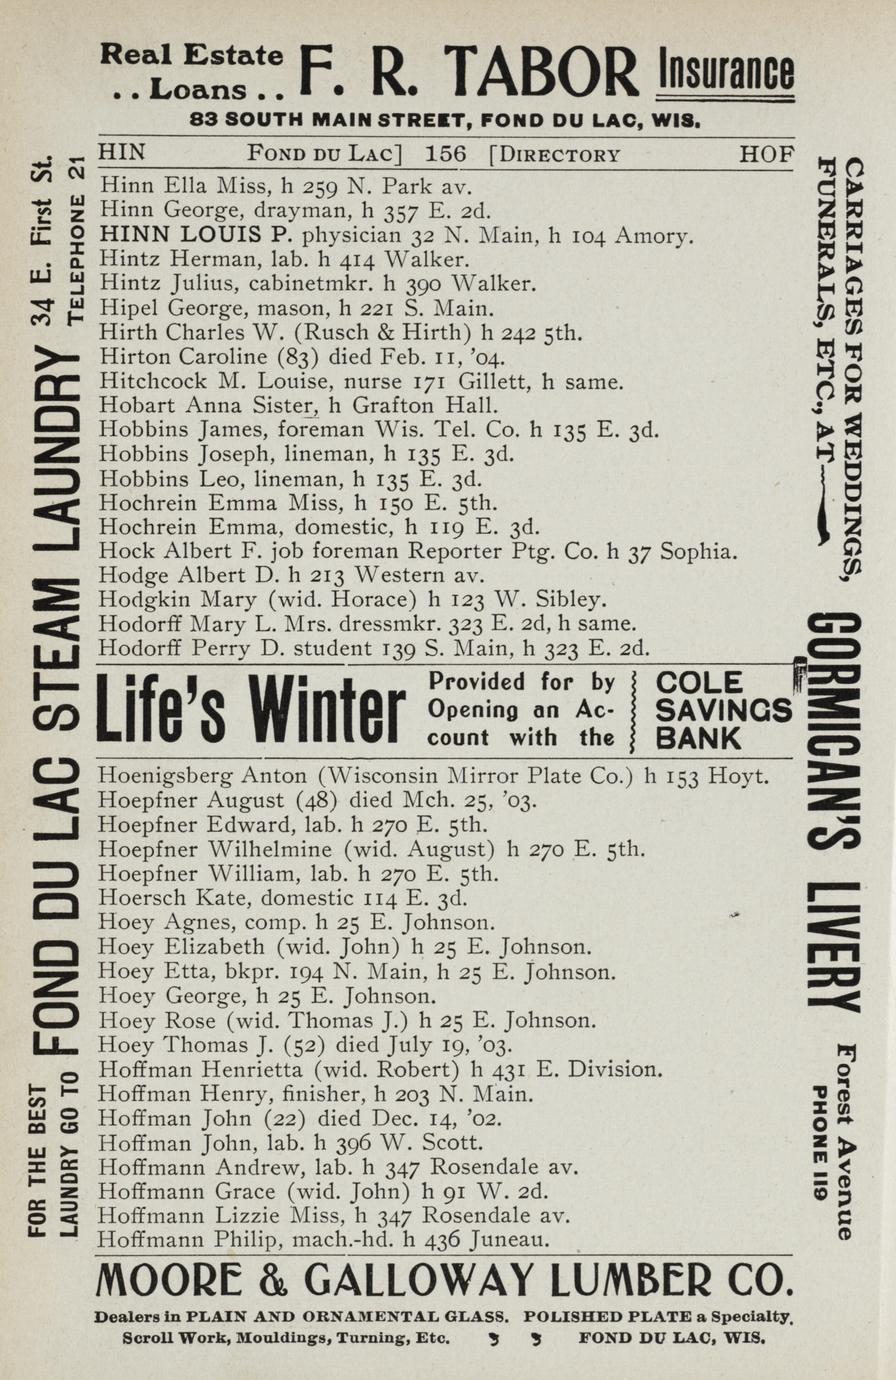 Real Estate
. . Loans . .
F. R. TABOR
Insurance
83 SOUTH MAIN STREET, FOND DU LAC, WIS.
HIN FOND DU LAC] 156 [DIRECTORY HOF
Hinn Ella Miss, h 259 N. Park av.
Hinn George, drayman, h 357 E. 2d.
HINN LOUIS P. physician 32 N. Main, h 104 Amory.
Hintz Herman, lab. h 414 Walker.
Hintz Julius, cabinetmkr. h 390 Walker.
Hipel George, mason, h 221 S. Main.
Hirth Charles W. (Rusch & Hirth) h 242 5th.
Hirton Caroline (83) died Feb. 11, '04.
Hitchcock M. Louise, nurse 171 Gillett, h same.
Hobart Anna Sister, h Grafton Hall.
Hobbins James, foreman Wis. Tel. Co. h 135 E. 3d.
Hobbins Joseph, lineman, h 135 E. 3d.
Hobbins Leo, lineman, h 135 E. 3d.
Hochrein Emma Miss, h 150 E. 5th.
Hochrein Emma, domestic, h 119 E. 3d.
Hock Albert F. job foreman Reporter Ptg. Co. h 37 Sophia.
Hodge Albert D. h 213 Western av.
Hodgkin Mary (wid. Horace) h 123 W. Sibley.
Hodorff Mary L. Mrs. dressmkr. 323 E. 2d, h same.
Hodorff Perry D. student 139 S. Main, h 323 E. 2d.
Life's Winter
Provided for by
Opening an Ac-
count with the
COLE
SAVINGS
BANK
Hoenigsberg Anton (Wisconsin Mirror Plate Co.) h 153 Hoyt.
Hoepfner August (48) died Mch. 25, '03.
Hoepfner Edward, lab. h 270 E. 5th.
Hoepfner Wilhelmine (wid. August) h 270 E. 5th.
Hoepfner William, lab. h 270 E. 5th.
Hoersch Kate, domestic 114 E. 3d.
Hoey Agnes, comp. h 25 E. Johnson.
Hoey Elizabeth (wid. John) h 25 E. Johnson.
Hoey Etta, bkpr. 194 N. Main, h 25 E. Johnson.
Hoey George, h 25 E. Johnson.
Hoey Rose (wid. Thomas J.) h 25 E. Johnson.
Hoey Thomas J. (52) died July 19, '03.
Hoffman Henrietta (wid. Robert) h 431 E. Division.
Hoffman Henry, finisher, h 203 N. Main.
Hoffman John (22) died Dec. 14, '02.
Hoffman John, lab. h 396 W. Scott.
Hoffmann Andrew, lab. h 347 Rosendale av.
Hoffmann Grace (wid. John) h 91 W. 2d.
Hoffmann Lizzie Miss, h 347 Rosendale av.
Hoffmann Philip, mach.-hd. h 436 Juneau.
MOORE & GALLOWAY LUMBER CO.
Dealers in PLAIN AND ORNAMENTAL GLASS. POLISHED PLATE a Specialty.
Scroll Work, Mouldings, Turning, Etc. FOND DU LAC, WIS.
FOR THE BEST
LAUNDRY GO TO
FOND DU LAC STEAM LAUNDRY
34 E. First St.
TELEPHONE 21
CARRIAGES FOR WEDDINGS,
FUNERALS, ETC., AT
GORMICAN'S LIVERY
Forest Avenue
PHONE 119